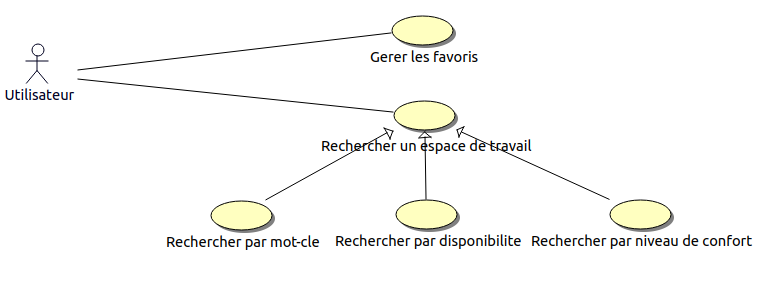 Gerer les favoris
Utilisateur
Rechercher un espace de travail
Rechercher par mot-cle
Rechercher par disponibilite
Rechercher par niveau de confort